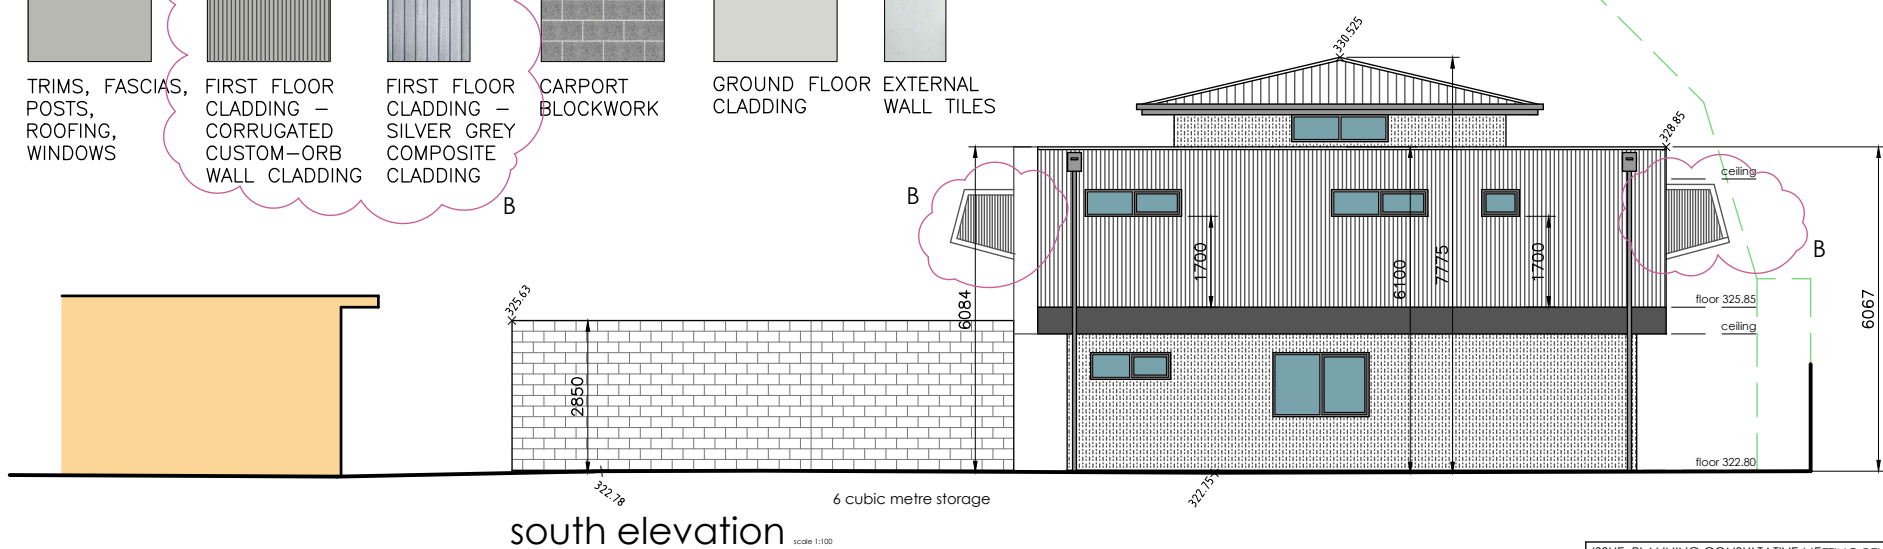 TRIMS, FASCIAS,
POSTS,
ROOFING,
WINDOWS
FIRST FLOOR
CLADDING –
CORRUGATED
CUSTOM-ORB
WALL CLADDING
FIRST FLOOR
CLADDING –
SILVER GREY
COMPOSITE
CLADDING
CARPORT
BLOCKWORK
GROUND FLOOR
CLADDING
EXTERNAL
WALL TILES
B
B
B
330.525
328.85
ceiling
1700
6100
7775
1700
6084
6067
325.63
floor 325.85
ceiling
2850
floor 322.80
322.78
322.75
6 cubic metre storage
south elevation
scale 1:100